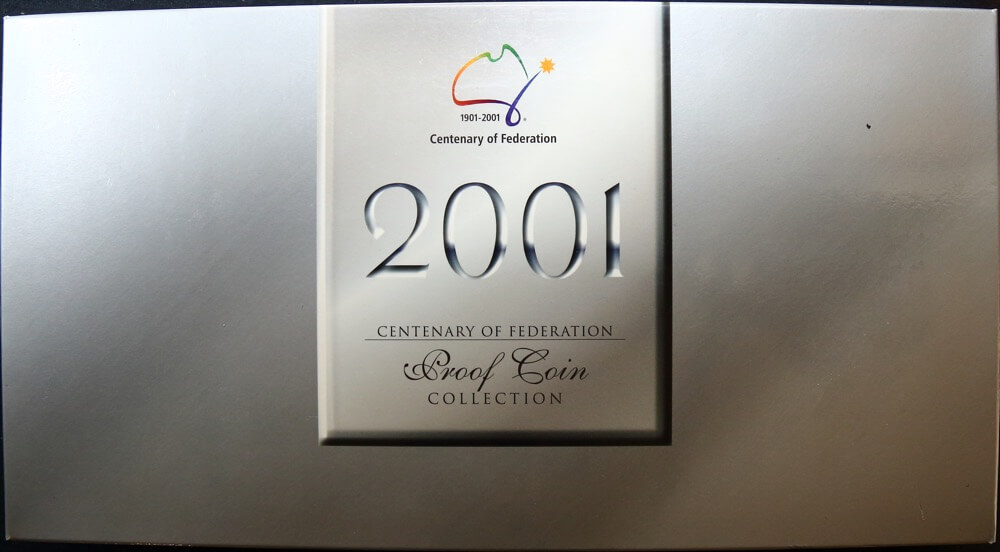 1901-2001
Centenary of Federation
2001
CENTENARY OF FEDERATION
Proof Coin
COLLECTION